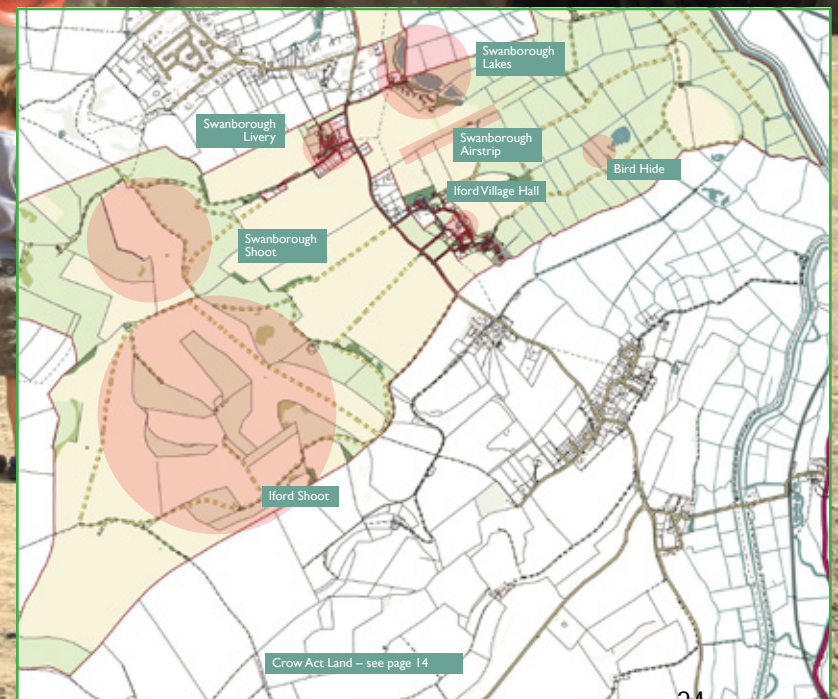 Swanborough
Lakes
Swanborough
Livery
Swanborough
Airstrip
Iford Village Hall
Bird Hide
Swanborough
Shoot
Iford Shoot
Crow Act Land – see page 14
24